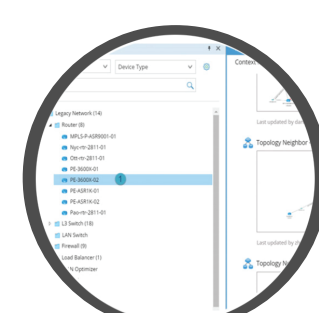 Device Type
Context
Legacy Network (14)
Router (8)
MPLS-P-ASR9001-01
Nyc-rtr-2811-01
Ott-rtr-2811-01
PE-3600X-01
PE-3600X-02 1
PE-ASR1K-01
PE-ASR1K-02
Pao-rtr-2811-01
L3 Switch (18)
LAN Switch
Firewall (9)
Load Balancer (1)
N Optimizer
Last updated by
Topology Neighbor -
Last updated by
Topology